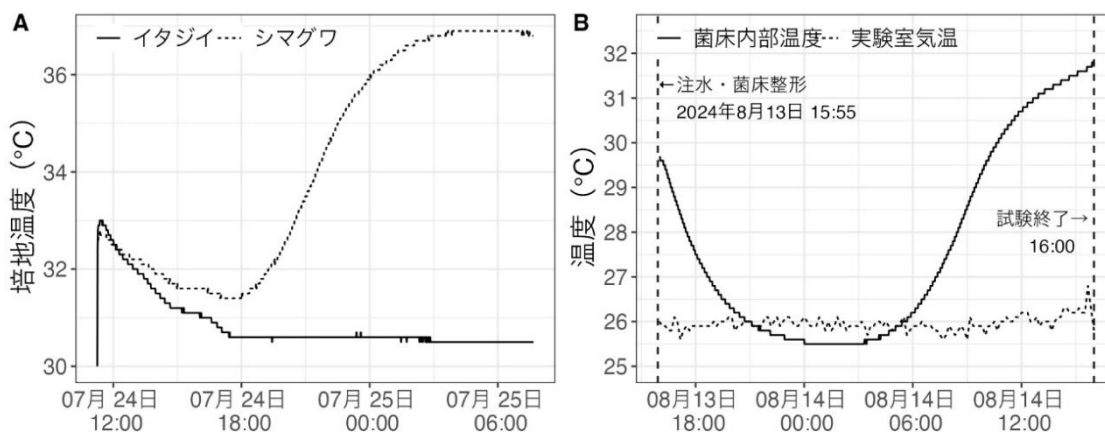 A
イタジイ シマグワ
培地温度（°C）
36
34
32
30
07月24日 07月24日 07月25日 07月25日
12:00 18:00 00:00 06:00
B
菌床内部温度 実験室気温
←注水・菌床整形
2024年8月13日 15:55
試験終了→
16:00
温度（°C）
32
31
30
29
28
27
26
25
08月13日 08月14日 08月14日 08月14日
18:00 00:00 06:00 12:00